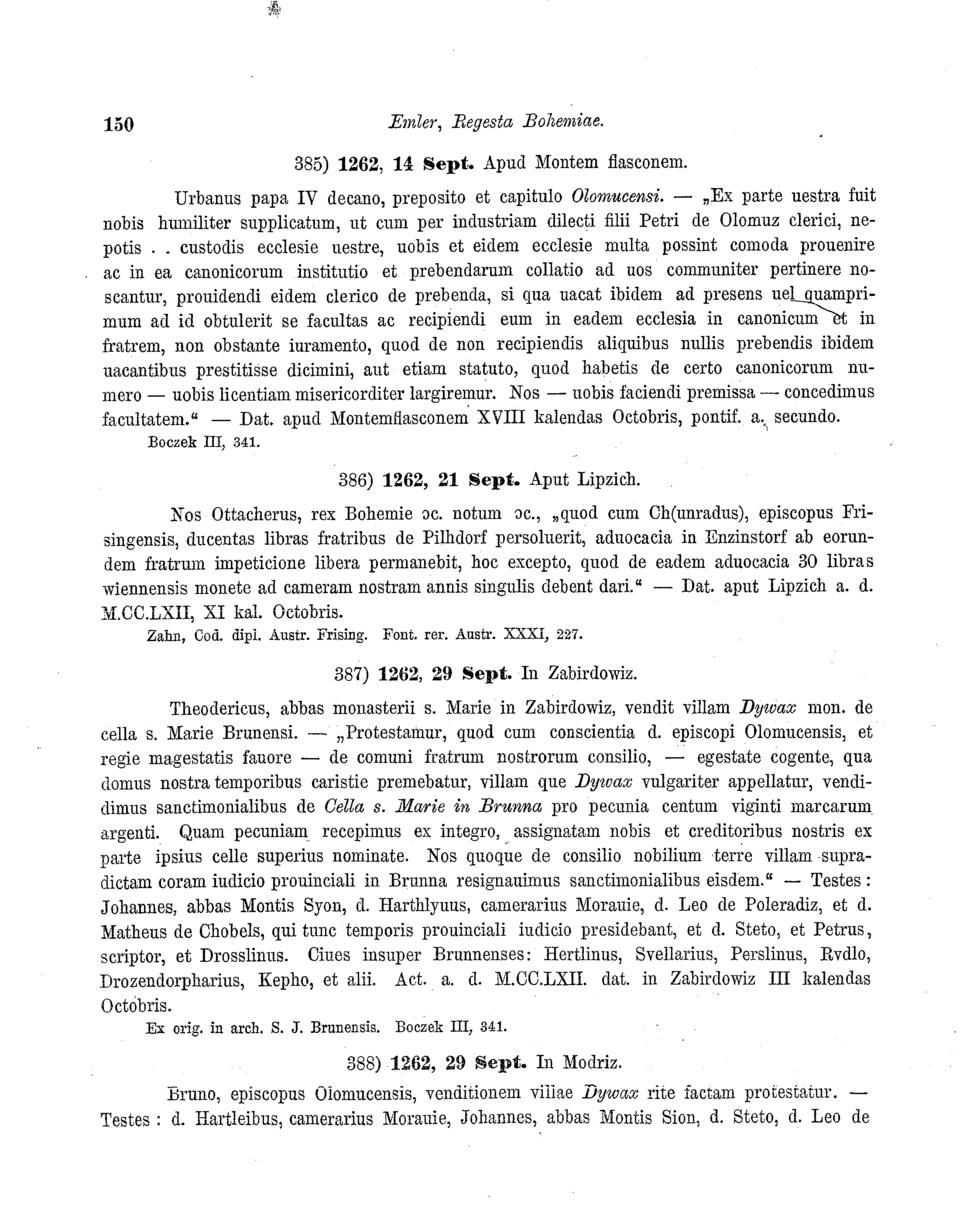 150
Emler, Regesta Bohemiae.
385) 1262, 14 Sept. Apud Montem flasconem.
Urbanus papa IV decano, preposito et capitulo Olomucensi. — „Ex parte uestra fuit
nobis humiliter supplicatum, ut cum per industriam dilecti filii Petri de Olomuz clerici, ne-
potis . . custodis ecclesie uestre, uobis et eidem ecclesie multa possint comoda prouenire
ac in ea canonicorum institutio et prebendarum collatio ad uos communiter pertinere no-
scantur, prouidendi eidem clerico de prebenda, si qua uacat ibidem ad presens uel quampri-
mum ad id obtulerit se facultas ac recipiendi eum in eadem ecclesia in canonicum et in
fratrem, non obstante iuramento, quod de non recipiendis aliquibus nullis prebendis ibidem
uacantibus prestitisse dicimini, aut etiam statuto, quod habetis de certo canonicorum nu-
mero — uobis licentiam misericorditer largiremur. Nos — uobis faciendi premissa — concedimus
facultatem.“ — Dat. apud Montemflasconem XVIII kalendas Octobris, pontif. a. secundo.
Boczek III, 341.
386) 1262, 21 Sept. Aput Lipzich.
Nos Ottacherus, rex Bohemie ɔc. notum ɔc., „quod cum Ch(unradus), episcopus Fri-
singensis, ducentas libras fratribus de Pilhdorf persoluerit, aduocacia in Enzinstorf ab eorun-
dem fratrum impeticione libera permanebit, hoc excepto, quod de eadem aduocacia 30 libras
wiennensis monete ad cameram nostram annis singulis debent dari.“ — Dat. aput Lipzich a. d.
M.CC.LXII, XI kal. Octobris.
Zahn, Cod. dipl. Austr. Frising. Font. rer. Austr. XXXI, 227.
387) 1262, 29 Sept. In Zabirdowiz.
Theodericus, abbas monasterii s. Marie in Zabirdowiz, vendit villam Dywax mon. de
cella s. Marie Brunensi. — „Protestamur, quod cum conscientia d. episcopi Olomucensis, et
regie magestatis fauore — de comuni fratrum nostrorum consilio, — egestate cogente, qua
domus nostra temporibus caristie premebatur, villam que Dywax vulgariter appellatur, vendi-
dimus sanctimonialibus de Cella s. Marie in Brunna pro pecunia centum viginti marcarum
argenti. Quam pecuniam recepimus ex integro, assignatam nobis et creditoribus nostris ex
parte ipsius celle superius nominate. Nos quoque de consilio nobilium terre villam supra-
dictam coram iudicio prouinciali in Brunna resignauimus sanctimonialibus eisdem.“ — Testes :
Johannes, abbas Montis Syon, d. Harthlyuus, camerarius Morauie, d. Leo de Poleradiz, et d.
Matheus de Chobels, qui tunc temporis prouinciali iudicio presidebant, et d. Steto, et Petrus,
scriptor, et Drosslinus. Ciues insuper Brunnenses: Hertlinus, Svellarius, Perslinus, Rvdlo,
Drozendorpharius, Kepho, et alii. Act. a. d. M.CC.LXII. dat. in Zabirdowiz III kalendas
Octobris.
Ex orig. in arch. S. J. Brunensis. Boczek III, 341.
388) 1262, 29 Sept. In Modriz.
Bruno, episcopus Olomucensis, venditionem villae Dywax rite factam protestatur. —
Testes : d. Hartleibus, camerarius Morauie, Johannes, abbas Montis Sion, d. Steto, d. Leo de